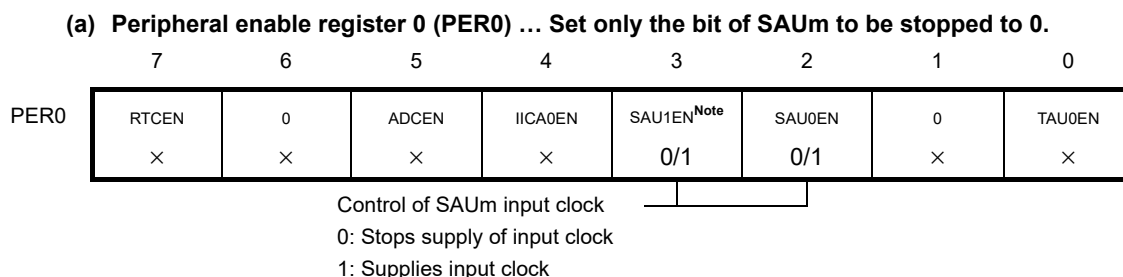 (a) Peripheral enable register 0 (PER0) … Set only the bit of SAUm to be stopped to 0.
7 6 5 4 3 2 1 0
PER0 RTCEN 0 ADCEN IICA0EN SAU1ENNote SAU0EN 0 TAU0EN
× × × × 0/1 0/1 × ×
Control of SAUm input clock
0: Stops supply of input clock
1: Supplies input clock